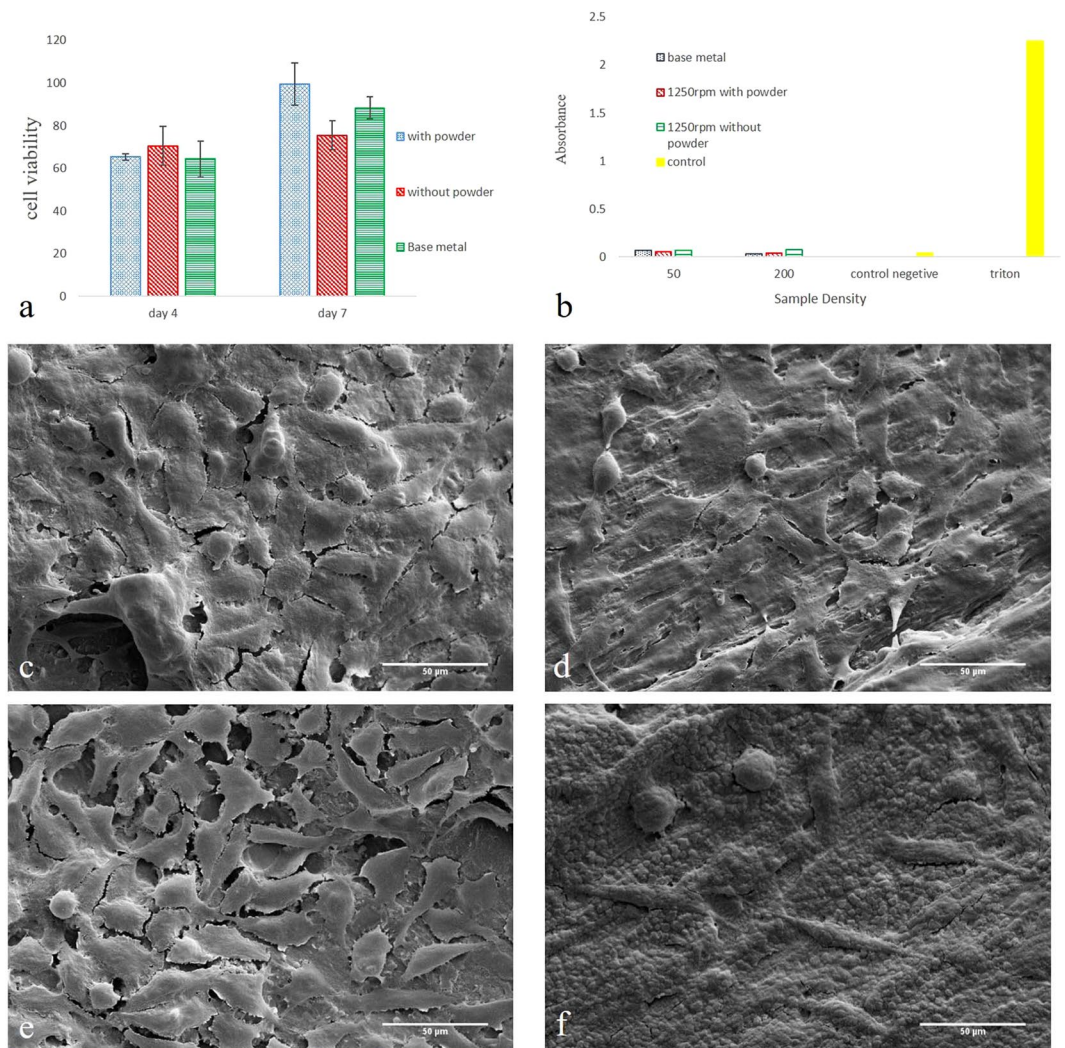 120
100
80
60
40
20
0
cell viability
with powder
without powder
Base metal
day 4
day 7
a
2.5
2
1.5
1
0.5
0
Absorbance
base metal
1250rpm with powder
1250rpm without
powder
control
50
200
control negetive
triton
Sample Density
b
c
50 µm
d
50 µm
e
50 µm
f
50 µm